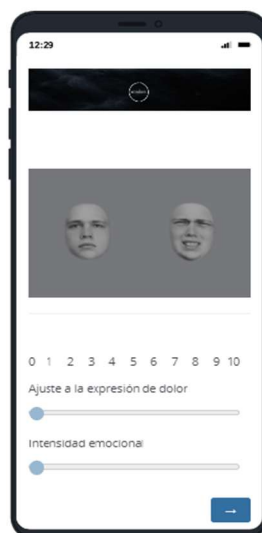 12:29
0 1 2 3 4 5 6 7 8 9 10
Ajuste a la expresión de dolor
Intensidad emocional